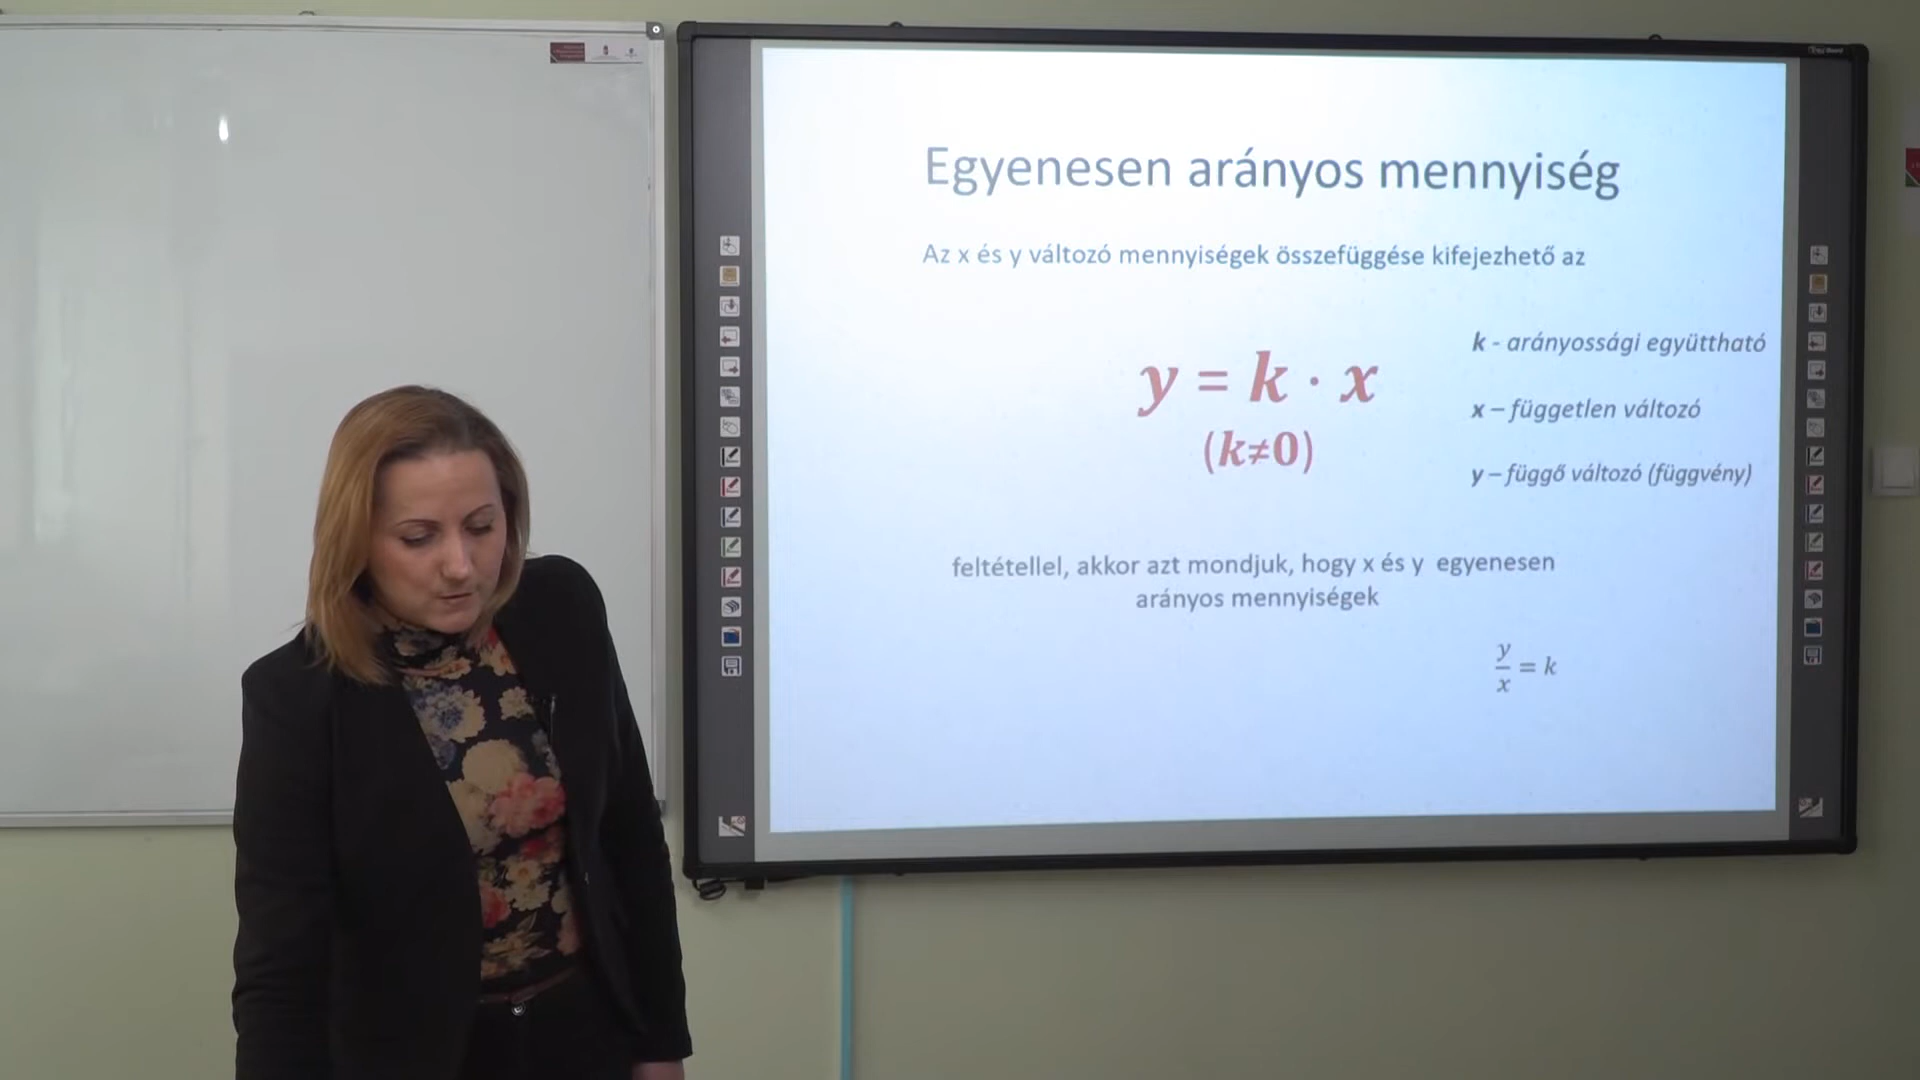 Egyenesen arányos mennyiség
Az x és y változó mennyiségek összefüggése kifejezhető az
y = k · x
(k≠0)
k - arányossági együttható
x – független változó
y – függő változó (függvény)
feltétellel, akkor azt mondjuk, hogy x és y egyenesen
arányos mennyiségek
y/x = k